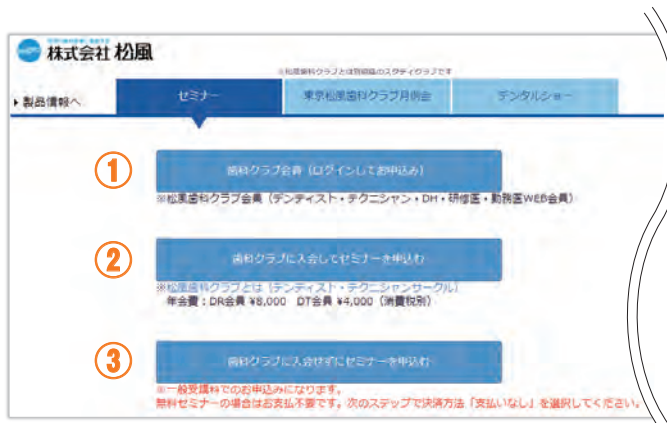 株式会社 松風
※松風歯科クラブとは別組織のスタディクラブです
▸ 製品情報へ
セミナー
東京松風歯科クラブ月例会
デンタルショー
①
歯科クラブ会員（ログインしてお申込み）
※松風歯科クラブ会員（デンティスト・テクニシャン・DH・研修医・勤務医WEB会員）
②
歯科クラブに入会してセミナーを申込む
※松風歯科クラブとは（デンティスト・テクニシャンサークル）
年会費：DR会員 ¥8,000　DT会員 ¥4,000（消費税別）
③
歯科クラブに入会せずにセミナーを申込む
※一般受講料でのお申込みになります。
無料セミナーの場合はお支払不要です。次のステップで決済方法「支払いなし」を選択してください。